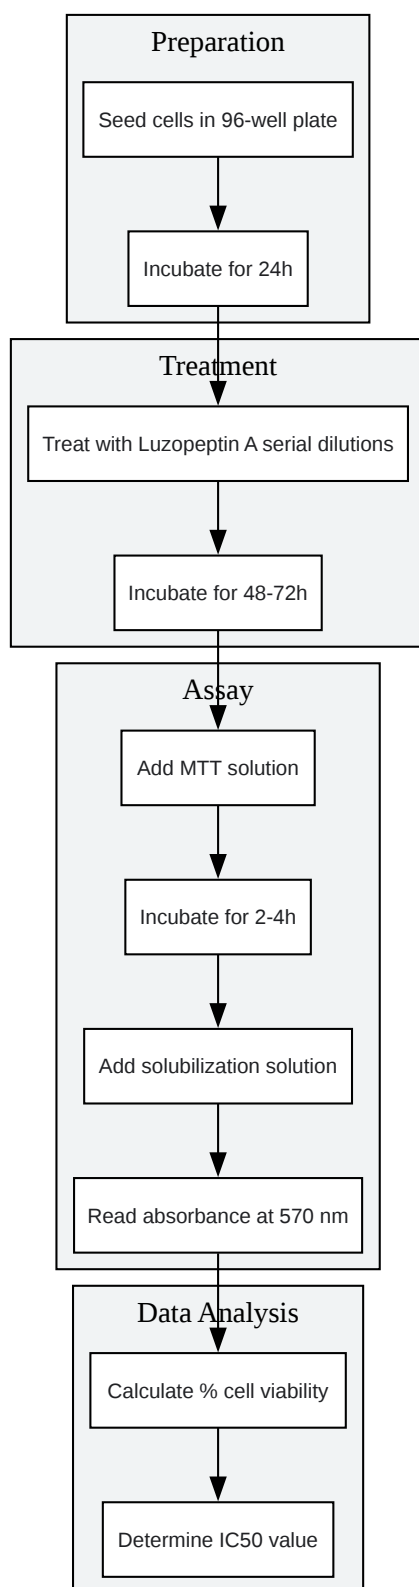 Preparation
Seed cells in 96-well plate
Incubate for 24h
Treatment
Treat with Luzopeptin A serial dilutions
Incubate for 48-72h
Assay
Add MTT solution
Incubate for 2-4h
Add solubilization solution
Read absorbance at 570 nm
Data Analysis
Calculate % cell viability
Determine IC50 value